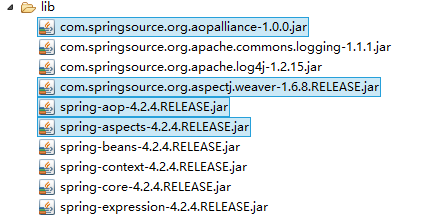 lib
com.springsource.org.aopalliance-1.0.0.jar
com.springsource.org.apache.commons.logging-1.1.1.jar
com.springsource.org.apache.log4j-1.2.15.jar
com.springsource.org.aspectj.weaver-1.6.8.RELEASE.jar
spring-aop-4.2.4.RELEASE.jar
spring-aspects-4.2.4.RELEASE.jar
spring-beans-4.2.4.RELEASE.jar
spring-context-4.2.4.RELEASE.jar
spring-core-4.2.4.RELEASE.jar
spring-expression-4.2.4.RELEASE.jar